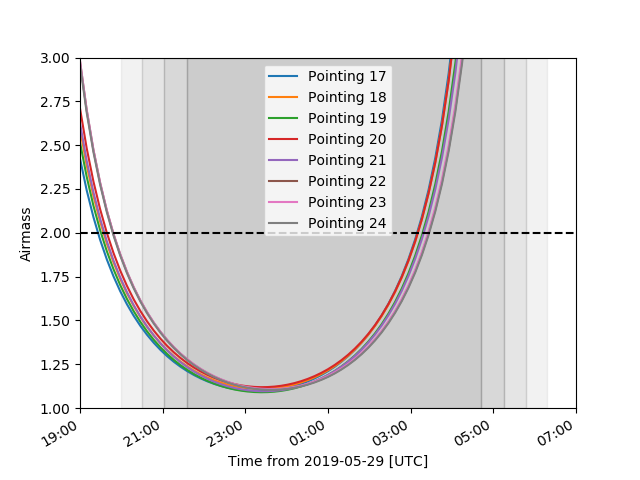 3.00
2.75
2.50
2.25
2.00
1.75
1.50
1.25
1.00
Airmass
Pointing 17
Pointing 18
Pointing 19
Pointing 20
Pointing 21
Pointing 22
Pointing 23
Pointing 24
19:00
21:00
23:00
01:00
03:00
05:00
07:00
Time from 2019-05-29 [UTC]